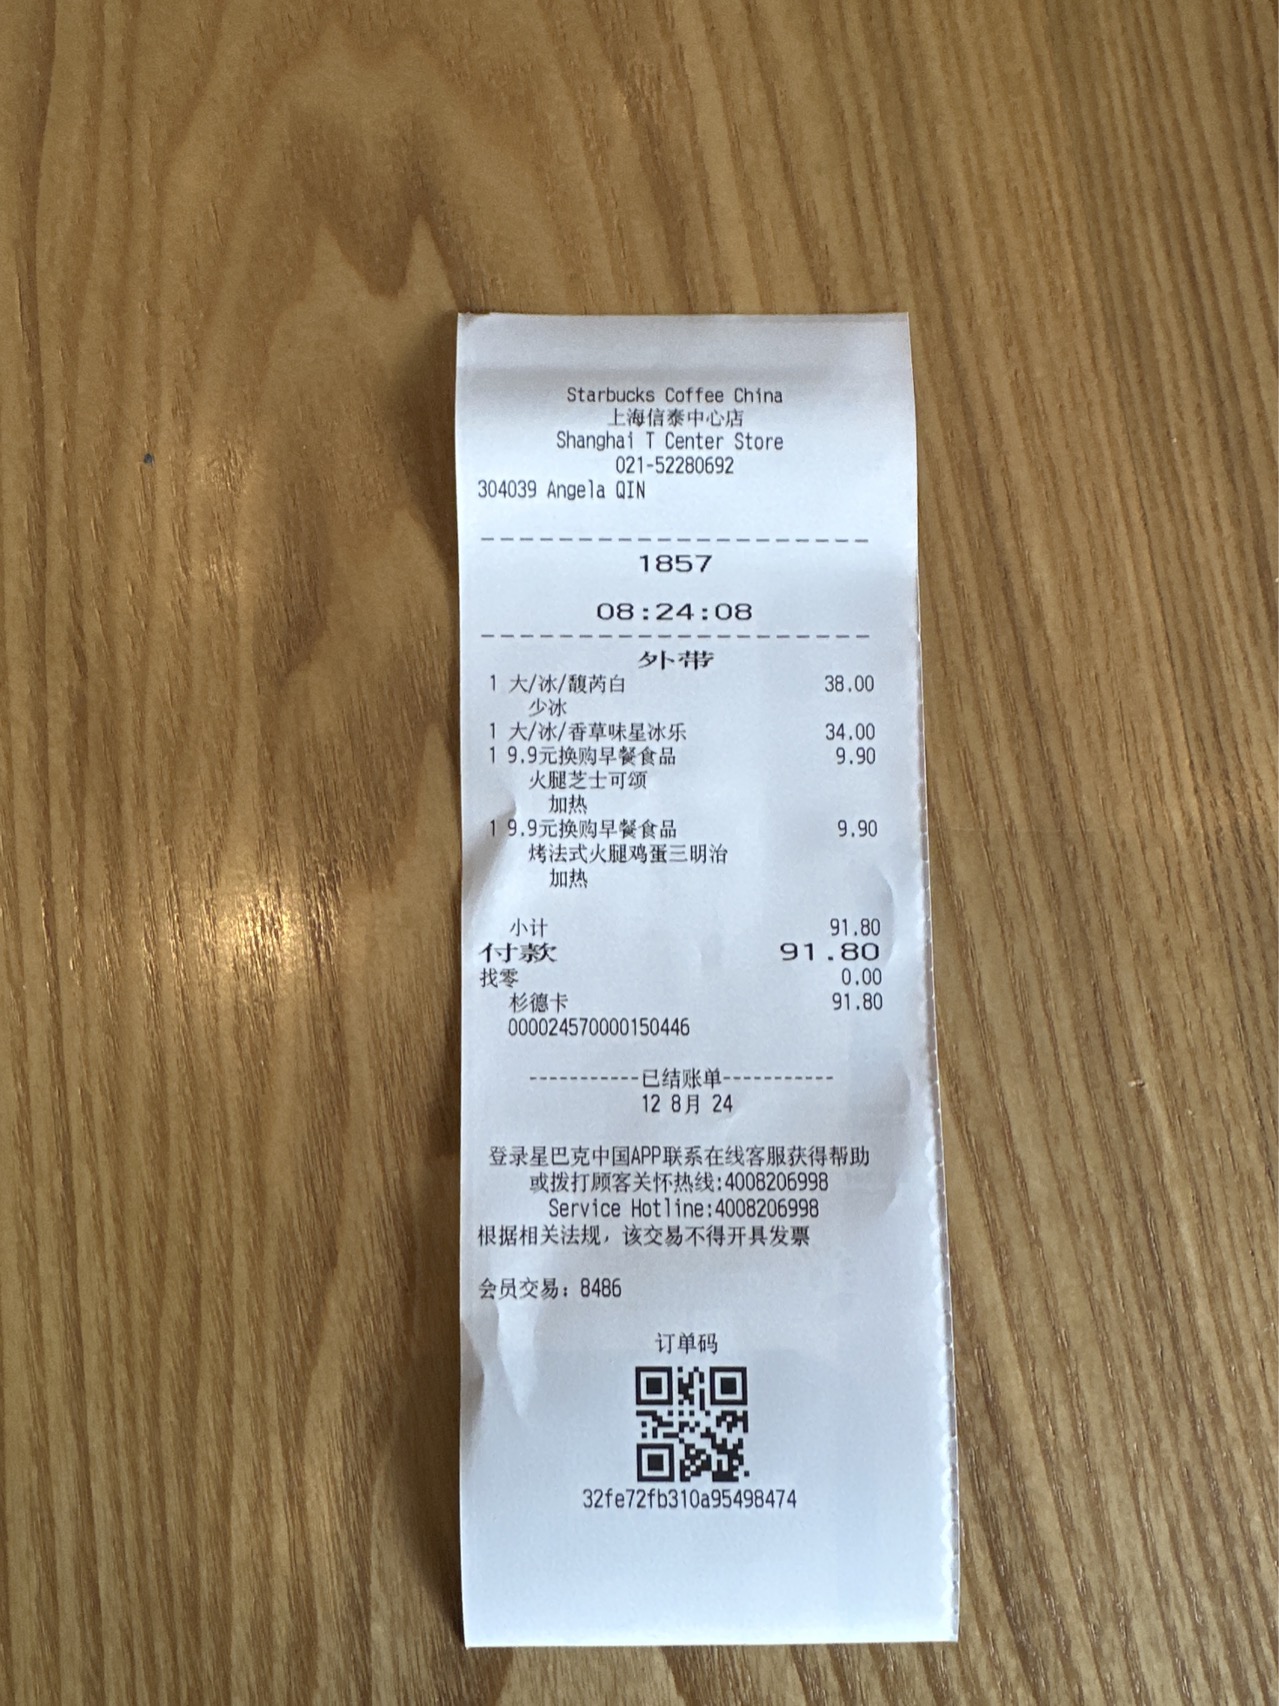 Starbucks Coffee China
上海信泰中心店
Shanghai T Center Store
021-52280692
304039 Angela QIN
1857
08:24:08
外带
1 大/冰/馥芮白 38.00
少冰
1 大/冰/香草味星冰乐 34.00
1 9.9元换购早餐食品 9.90
火腿芝士可颂
加热
1 9.9元换购早餐食品 9.90
烤法式火腿鸡蛋三明治
加热
小计 91.80
付款 91.80
找零 0.00
杉德卡 91.80
0000245700001​50446
-----------已结账单-----------
12 8月 24
登录星巴克中国APP联系在线客服获得帮助
或拨打顾客关怀热线:4008206998
Service Hotline:4008206998
根据相关法规，该交易不得开具发票
会员交易：8486
订单码
32fe72fb310a95498474